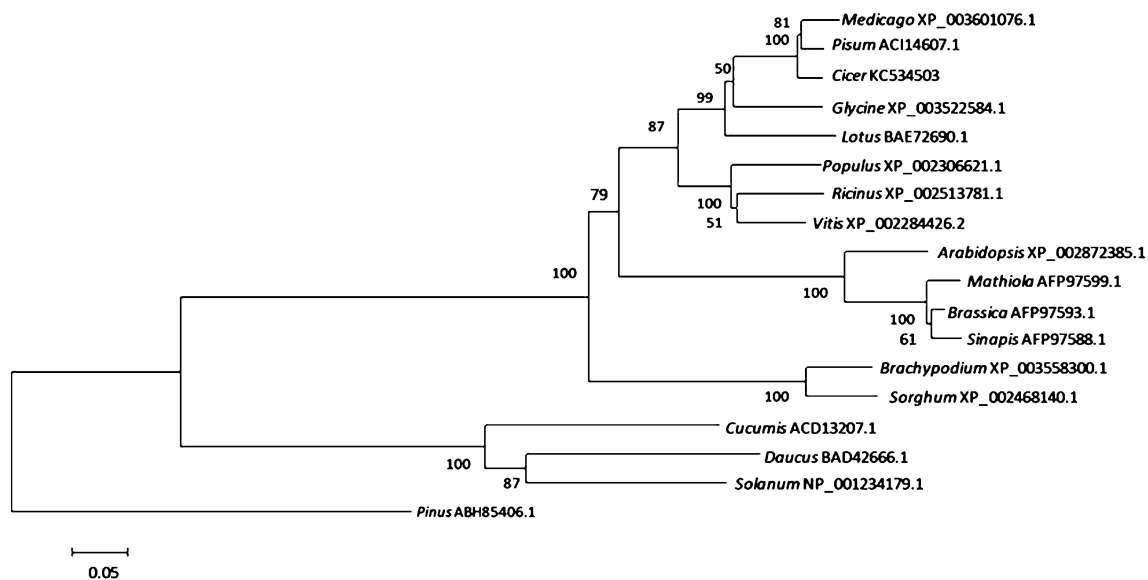 81
Medicago XP_003601076.1
100
Pisum ACI14607.1
50
Cicer KC534503
99
Glycine XP_003522584.1
87
Lotus BAE72690.1
Populus XP_002306621.1
79
Ricinus XP_002513781.1
100
51
Vitis XP_002284426.2
Arabidopsis XP_002872385.1
100
100
Mathiola AFP97599.1
100
Brassica AFP97593.1
61
Sinapis AFP97588.1
Brachypodium XP_003558300.1
100
Sorghum XP_002468140.1
Cucumis ACD13207.1
100
Daucus BAD42666.1
87
Solanum NP_001234179.1
Pinus ABH85406.1
0.05